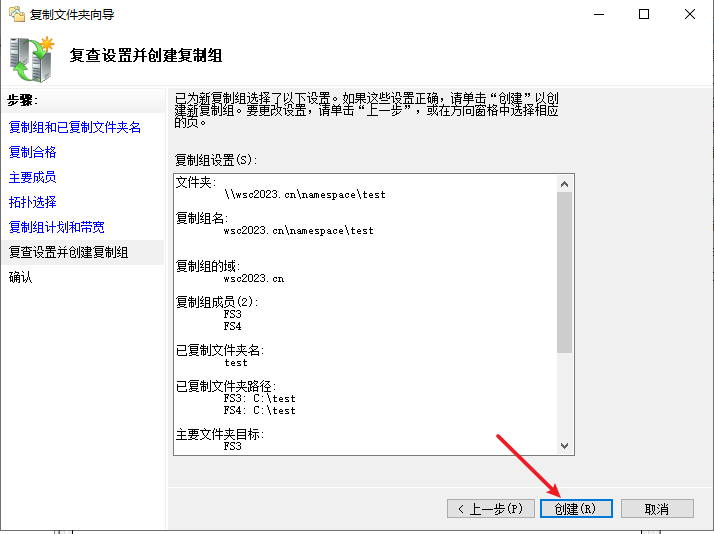 复制文件夹向导
复查设置并创建复制组
步骤:
复制组和已复制文件夹名
复制合格
主要成员
拓扑选择
复制组计划和带宽
复查设置并创建复制组
确认
已为新复制组选择了以下设置。如果这些设置正确，请单击“创建”以创
建新复制组。要更改设置，请单击“上一步”，或在方向窗格中选择相应
的页。
复制组设置(S):
文件夹:
\\wsc2023.cn\namespace\test
复制组名:
wsc2023.cn\namespace\test
复制组的域:
wsc2023.cn
复制组成员(2):
FS3
FS4
已复制文件夹名:
test
已复制文件夹路径:
FS3: C:\test
FS4: C:\test
主要文件夹目标:
FS3
< 上一步(P)
创建(R)
取消